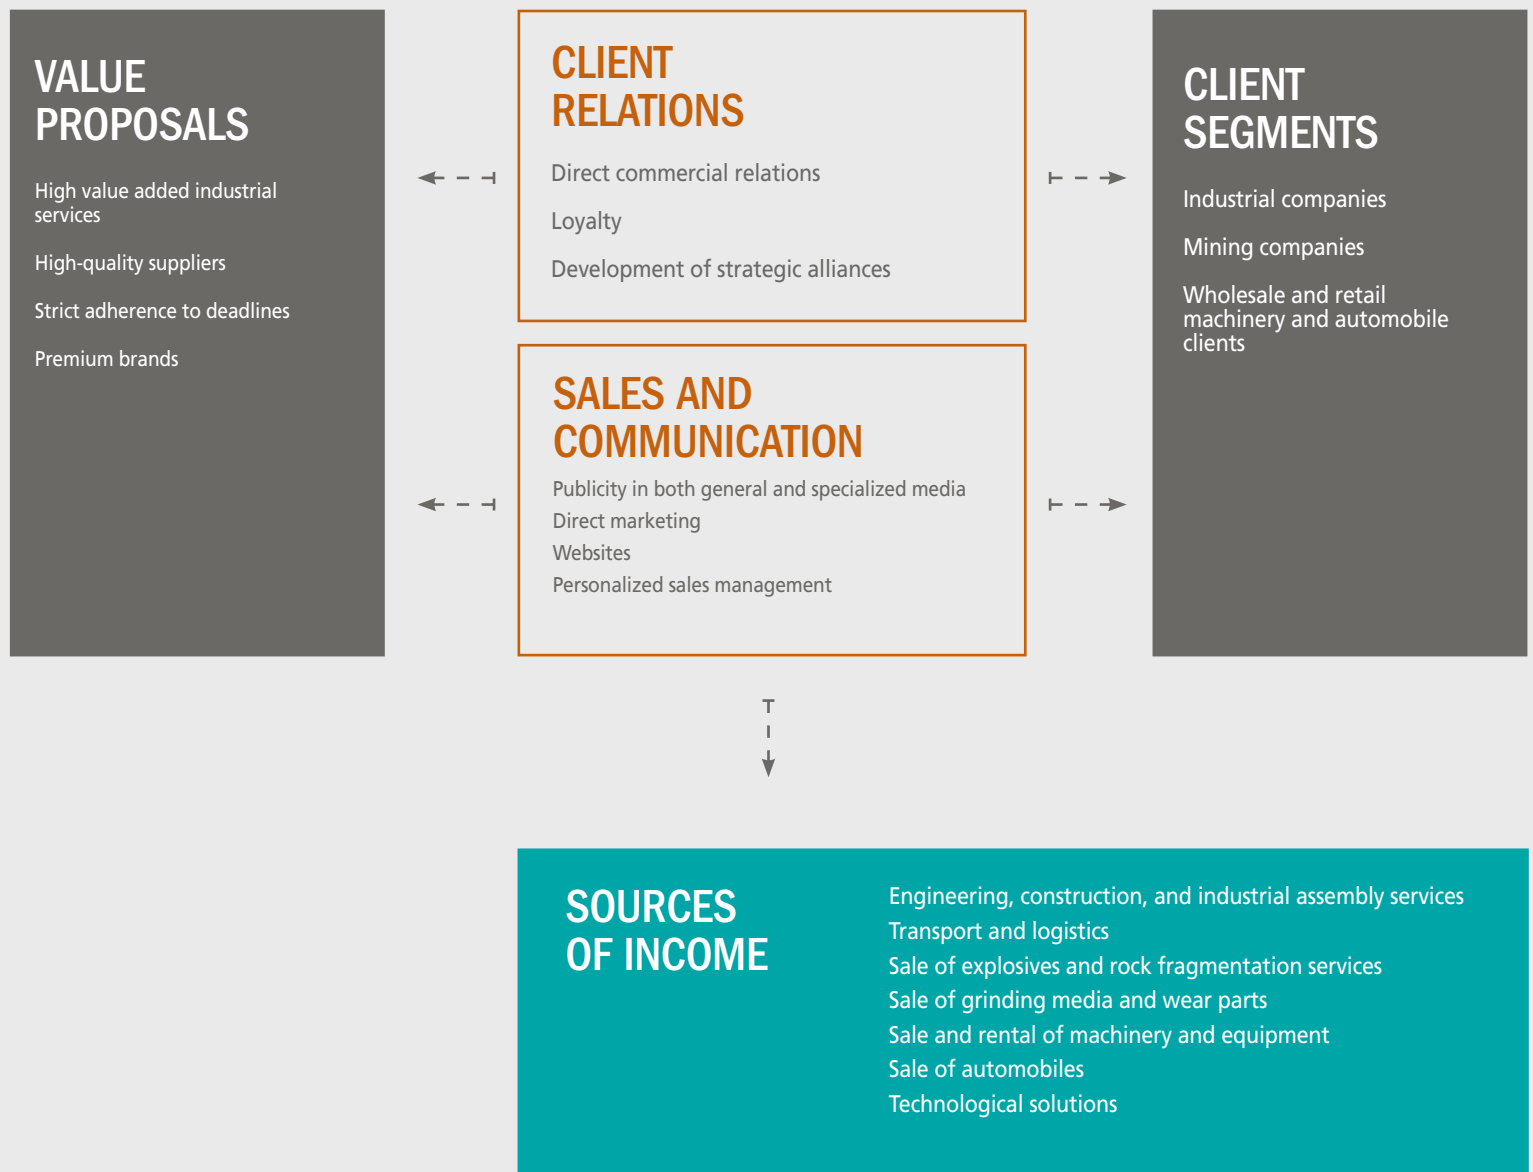 VALUE
PROPOSALS
High value added industrial
services
High-quality suppliers
Strict adherence to deadlines
Premium brands
CLIENT
RELATIONS
Direct commercial relations
Loyalty
Development of strategic alliances
SALES AND
COMMUNICATION
Publicity in both general and specialized media
Direct marketing
Websites
Personalized sales management
CLIENT
SEGMENTS
Industrial companies
Mining companies
Wholesale and retail
machinery and automobile
clients
SOURCES
OF INCOME
Engineering, construction, and industrial assembly services
Transport and logistics
Sale of explosives and rock fragmentation services
Sale of grinding media and wear parts
Sale and rental of machinery and equipment
Sale of automobiles
Technological solutions